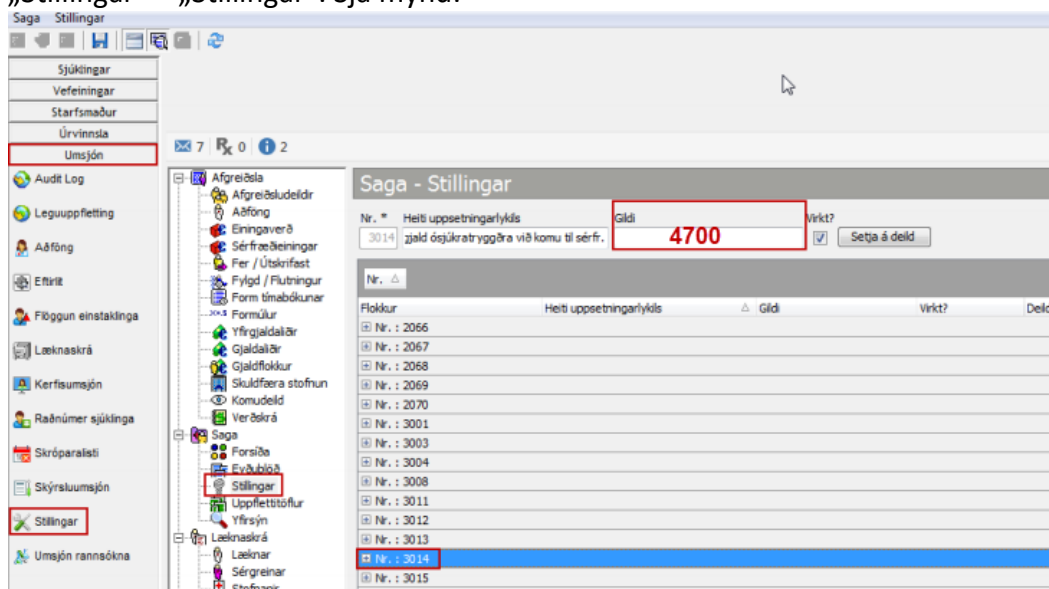 Saga Stillingar
Sjúklingar
Vefeiningar
Starfsmaður
Úrvinnsla
Umsjón
Audit Log
Leguuppfletting
Aðföng
Eftirlit
Flöggun einstaklinga
Læknaskrá
Kerfisumsjón
Raðnúmer sjúklinga
Skróparalisti
Skýrsluumsjón
Stillingar
Umsjón rannsókna
7 Rx 0 2
Afgreiðsla
Afgreiðsludeildir
Aðföng
Einingaverð
Sérfræðieiningar
Fer / Útskrifast
Fylgd / Flutningur
Form tímabókunar
Formúlur
Yfirgjaldaliðir
Gjaldaliðir
Gjaldflokkur
Skuldfæra stofnun
Komudeild
Verðskrá
Saga
Forsíða
Eyðublöð
Stillingar
Uppflettitöflur
Yfirsýn
Læknaskrá
Læknar
Sérgreinar
Saga - Stillingar
Nr. * Heiti uppsetningarlykils Gildi Virkt?
3014 gjald ósjúkratryggðra við komu til sérfr. 4700 Setja á deild
Nr.
Flokkur Heiti uppsetningarlykils Gildi Virkt? Deild
Nr. : 2066
Nr. : 2067
Nr. : 2068
Nr. : 2069
Nr. : 2070
Nr. : 3001
Nr. : 3003
Nr. : 3004
Nr. : 3008
Nr. : 3011
Nr. : 3012
Nr. : 3013
Nr. : 3014
Nr. : 3015